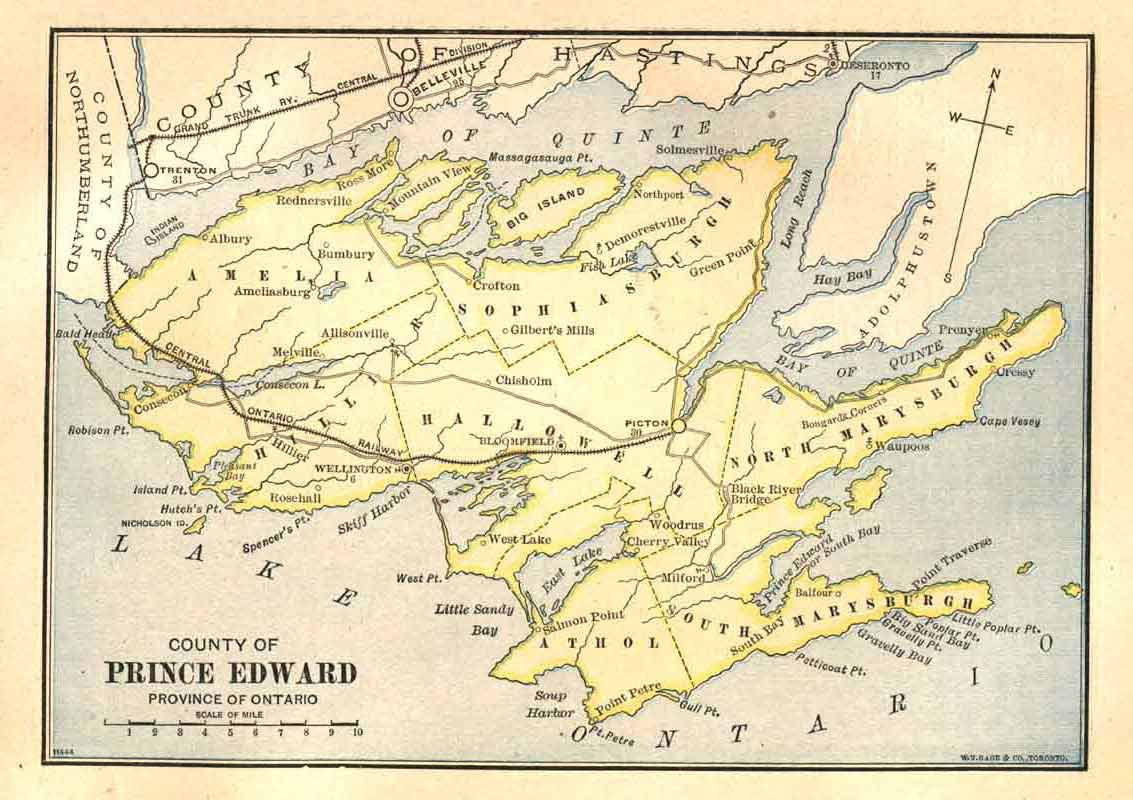 COUNTY OF HASTINGS
COUNTY OF
NORTHUMBERLAND
GRAND TRUNK RY. CENTRAL DIVISION
BELLEVILLE
95
DESERONTO
17
TRENTON
31
BAY OF QUINTE
N
W
E
S
Solmesville
Massagasauga Pt.
Ross More
Rednersville
Mountain View
BIG ISLAND
Northport
Long Reach
ADOLPHUSTOWN
INDIAN
ISLAND
Albury
Bumbury
Demorestville
Fish Lake
Green Point
Hay Bay
AMELIA
Ameliasburg
Crofton
SOPHIASBURGH
Gilbert's Mills
Bald Head
Allisonville
Melville
Prenyer
BAY OF QUINTE
CENTRAL ONTARIO RAILWAY
Consecon
Consecon L.
Chisholm
Cressy
Robison Pt.
HILLIER
HALLOWELL
Bongard's Corners
NORTH MARYSBURGH
Cape Vesey
PICTON
30
BLOOMFIELD
Hillier
Pleasant
Bay
WELLINGTON
6
Waupoos
Island Pt.
Rosehall
Black River
Bridge
Hutch's Pt.
NICHOLSON ID.
Spencer's Pt.
Skiff Harbor
Woodrus
West Lake
Cherry Valley
Prince Edward
or South Bay
LAKE ONTARIO
West Pt.
East Lake
Milford
Point Traverse
Little Sandy
Bay
Balfour
Salmon Point
ATHOL
SOUTH MARYSBURGH
South Bay
Little Poplar Pt.
Poplar Pt.
Big Sand Bay
Gravelly Pt.
Gravelly Bay
Petticoat Pt.
Soup
Harbor
Point Petre
Gull Pt.
Pt. Petre
COUNTY OF
PRINCE EDWARD
PROVINCE OF ONTARIO
SCALE OF MILE
1 2 3 4 5 6 7 8 9 10
W.J. GAGE & CO., TORONTO.